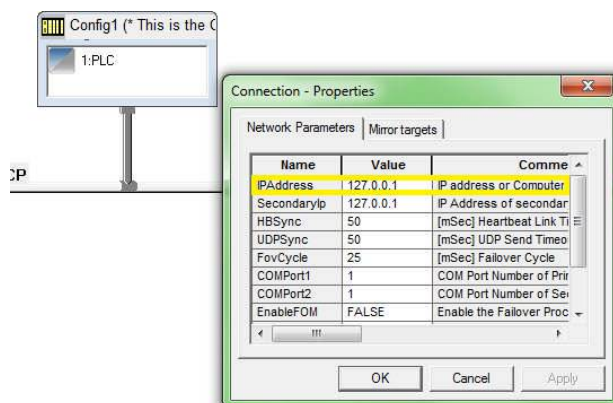 Config1 (* This is the C
1:PLC
CP
Connection - Properties
Network Parameters
Mirror targets
Name Value Comme
IPAddress 127.0.0.1 IP address or Computer
SecondaryIp 127.0.0.1 IP Address of secondar
HBSync 50 [mSec] Heartbeat Link Ti
UDPSync 50 [mSec] UDP Send Timeo
FovCycle 25 [mSec] Failover Cycle
COMPort1 1 COM Port Number of Prir
COMPort2 1 COM Port Number of Se
EnableFOM FALSE Enable the Failover Proc
OK Cancel Apply